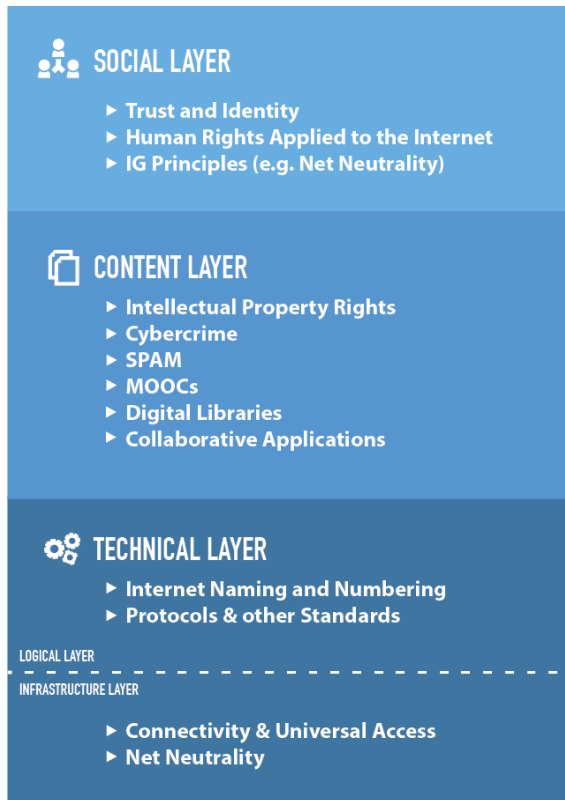 SOCIAL LAYER
Trust and Identity
Human Rights Applied to the Internet
IG Principles (e.g. Net Neutrality)
CONTENT LAYER
Intellectual Property Rights
Cybercrime
SPAM
MOOCs
Digital Libraries
Collaborative Applications
TECHNICAL LAYER
Internet Naming and Numbering
Protocols & other Standards
LOGICAL LAYER
INFRASTRUCTURE LAYER
Connectivity & Universal Access
Net Neutrality